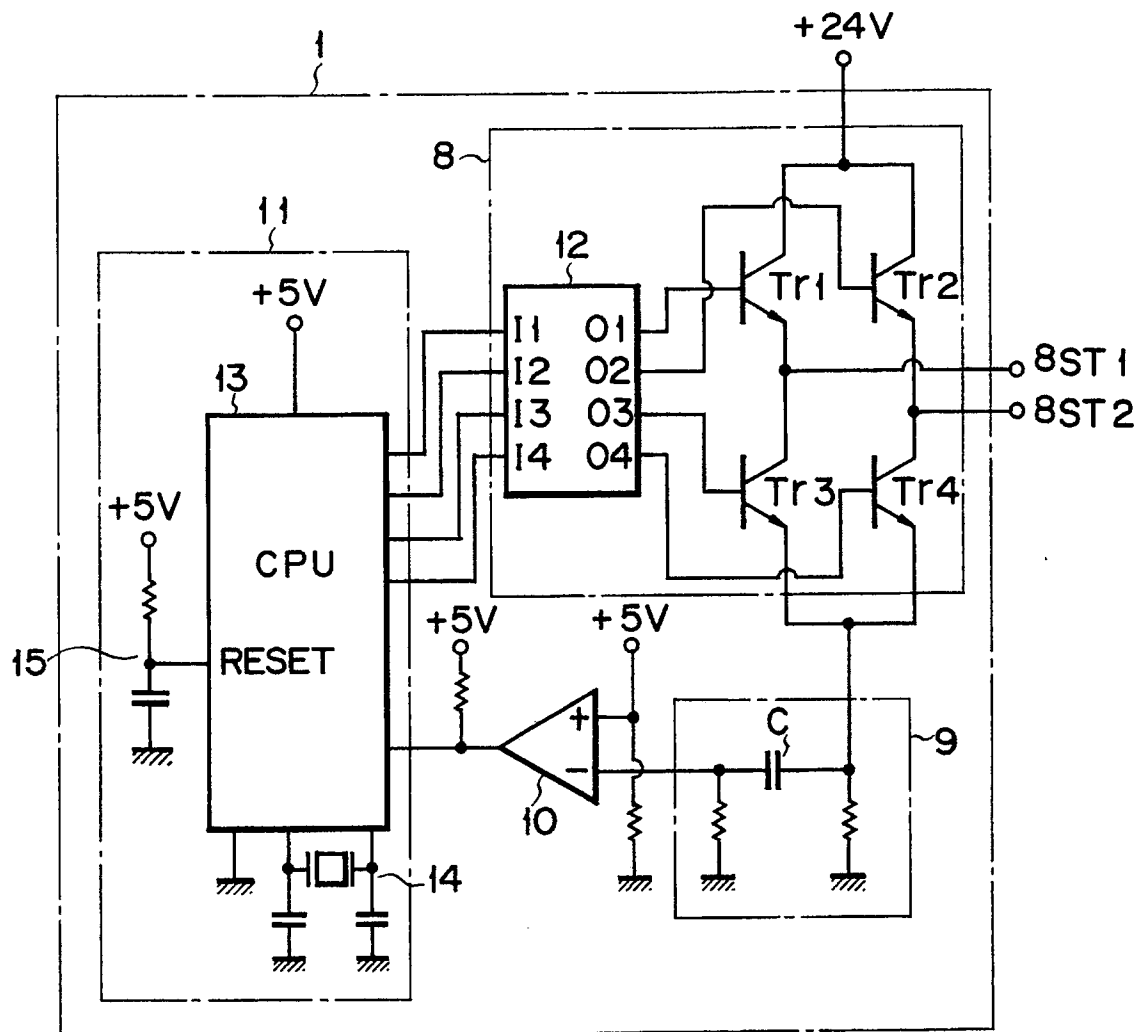 +24V
1
8
11
12
+5V
Tr1
Tr2
I1
O1
I2
O2
I3
O3
I4
O4
8ST1
8ST2
13
Tr3
Tr4
+5V
CPU
+5V
+5V
15
RESET
C
+
9
−
10
14